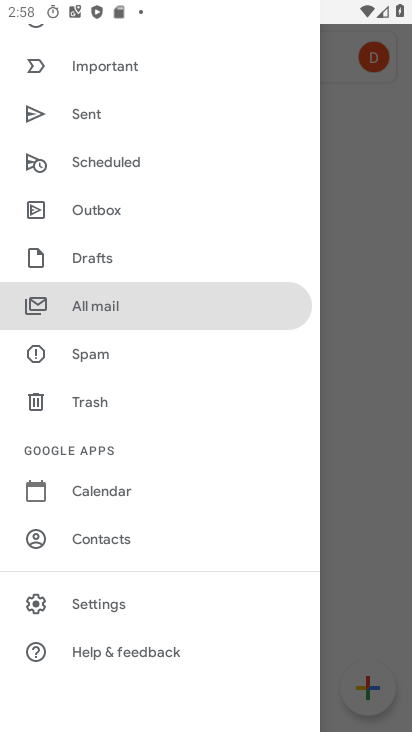 2:58
D
Important
Sent
Scheduled
Outbox
Drafts
All mail
Spam
Trash
GOOGLE APPS
Calendar
Contacts
Settings
Help & feedback